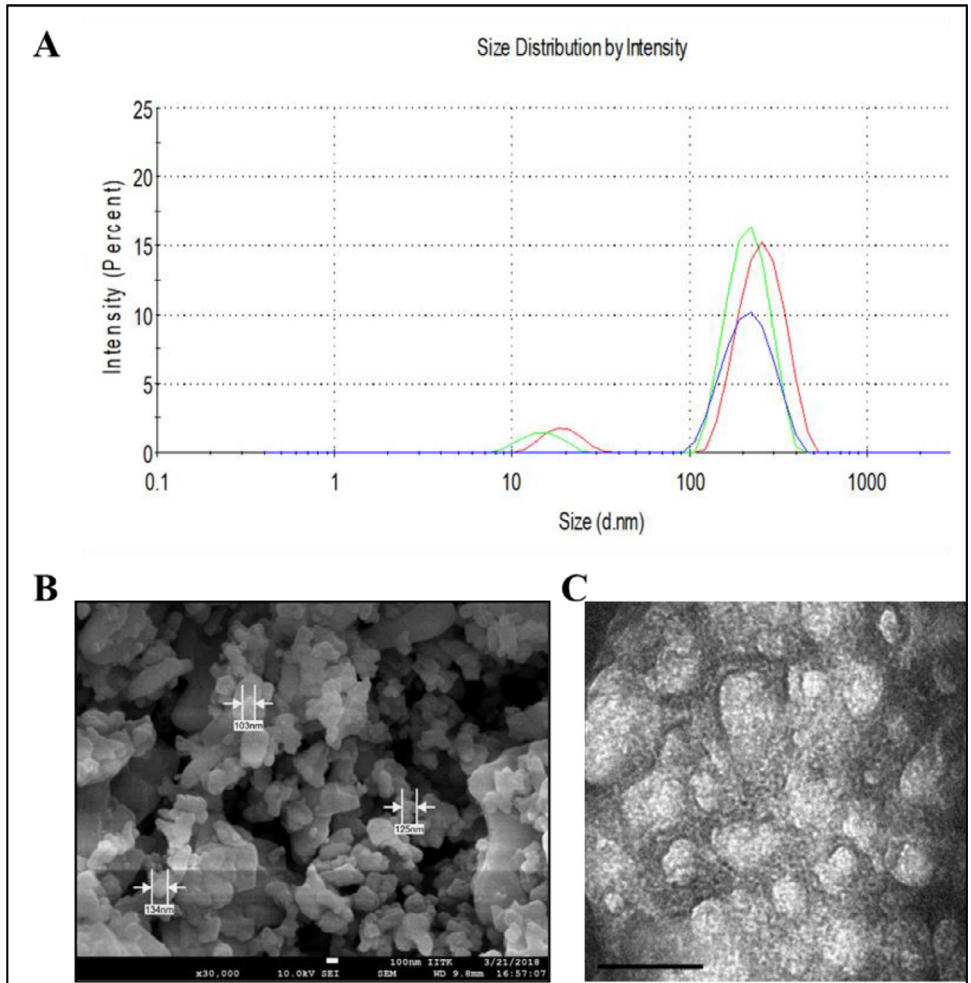 A
Size Distribution by Intensity
25
20
15
10
5
0
Intensity (Percent)
0.1 1 10 100 1000
Size (d.nm)
B
C
103nm
125nm
134nm
100nm IITK 3/21/2018
x30,000 10.0kV SEI SEM WD 9.8mm 16:57:07